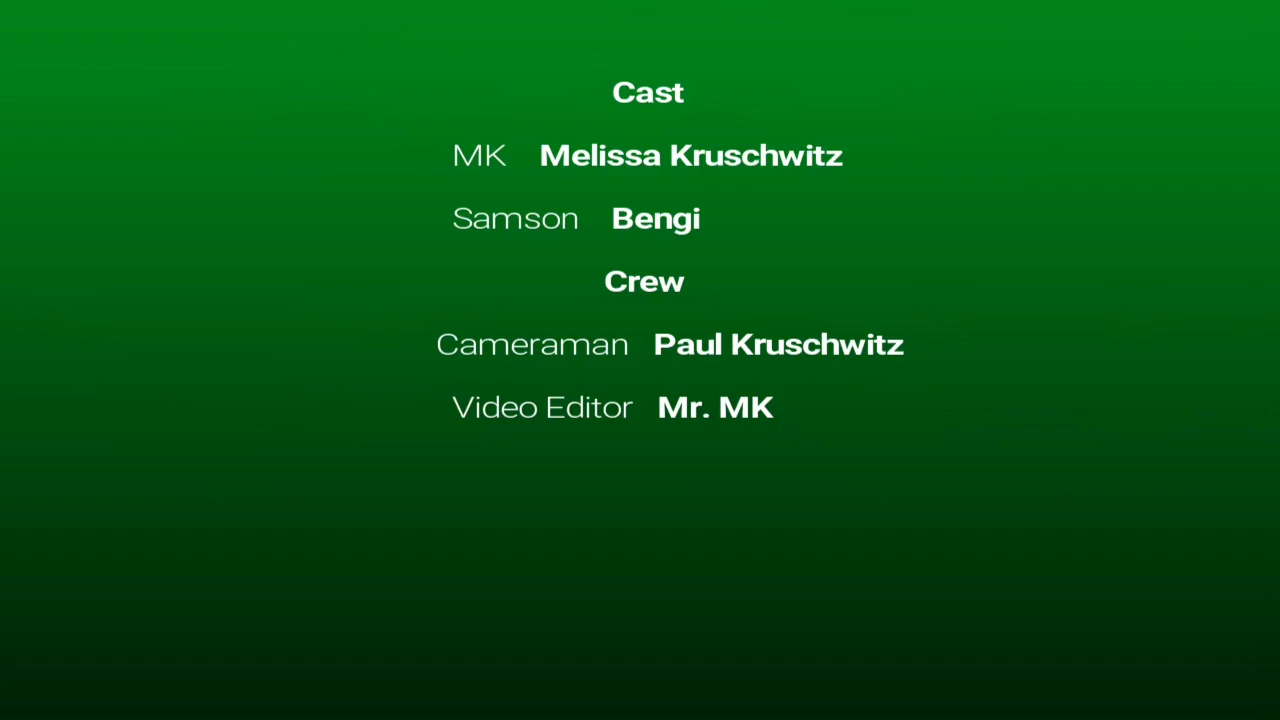 Cast
MK Melissa Kruschwitz
Samson Bengi
Crew
Cameraman Paul Kruschwitz
Video Editor Mr. MK